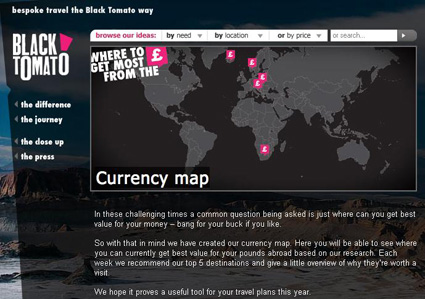 bespoke travel the Black Tomato way
BLACK
TOMATO
browse our ideas: by need by location or by price or search...
WHERE TO
GET MOST £
FROM THE
£ £ £ £ £
the difference
the journey
the close up
the press
Currency map
In these challenging times a common question being asked is just where can you get best
value for your money – bang for your buck if you like.
So with that in mind we have created our currency map. Here you will be able to see where
you can currently get best value for your pounds abroad based on our research. Each
week we recommend our top 5 destinations and give a little overview of why they're worth a
visit.
We hope it proves a useful tool for your travel plans this year.